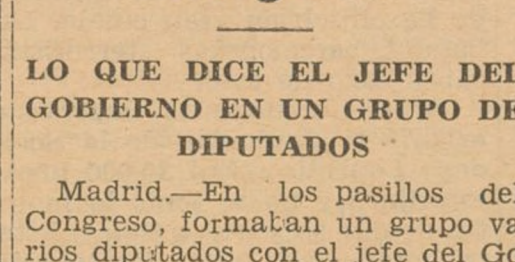 LO QUE DICE EL JEFE DEL
GOBIERNO EN UN GRUPO DE
DIPUTADOS
Madrid.—En los pasillos del
Congreso, formaban un grupo va
rios diputados con el jefe del Go